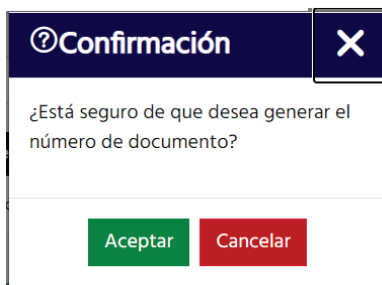 Confirmación
¿Está seguro de que desea generar el
número de documento?
Aceptar
Cancelar